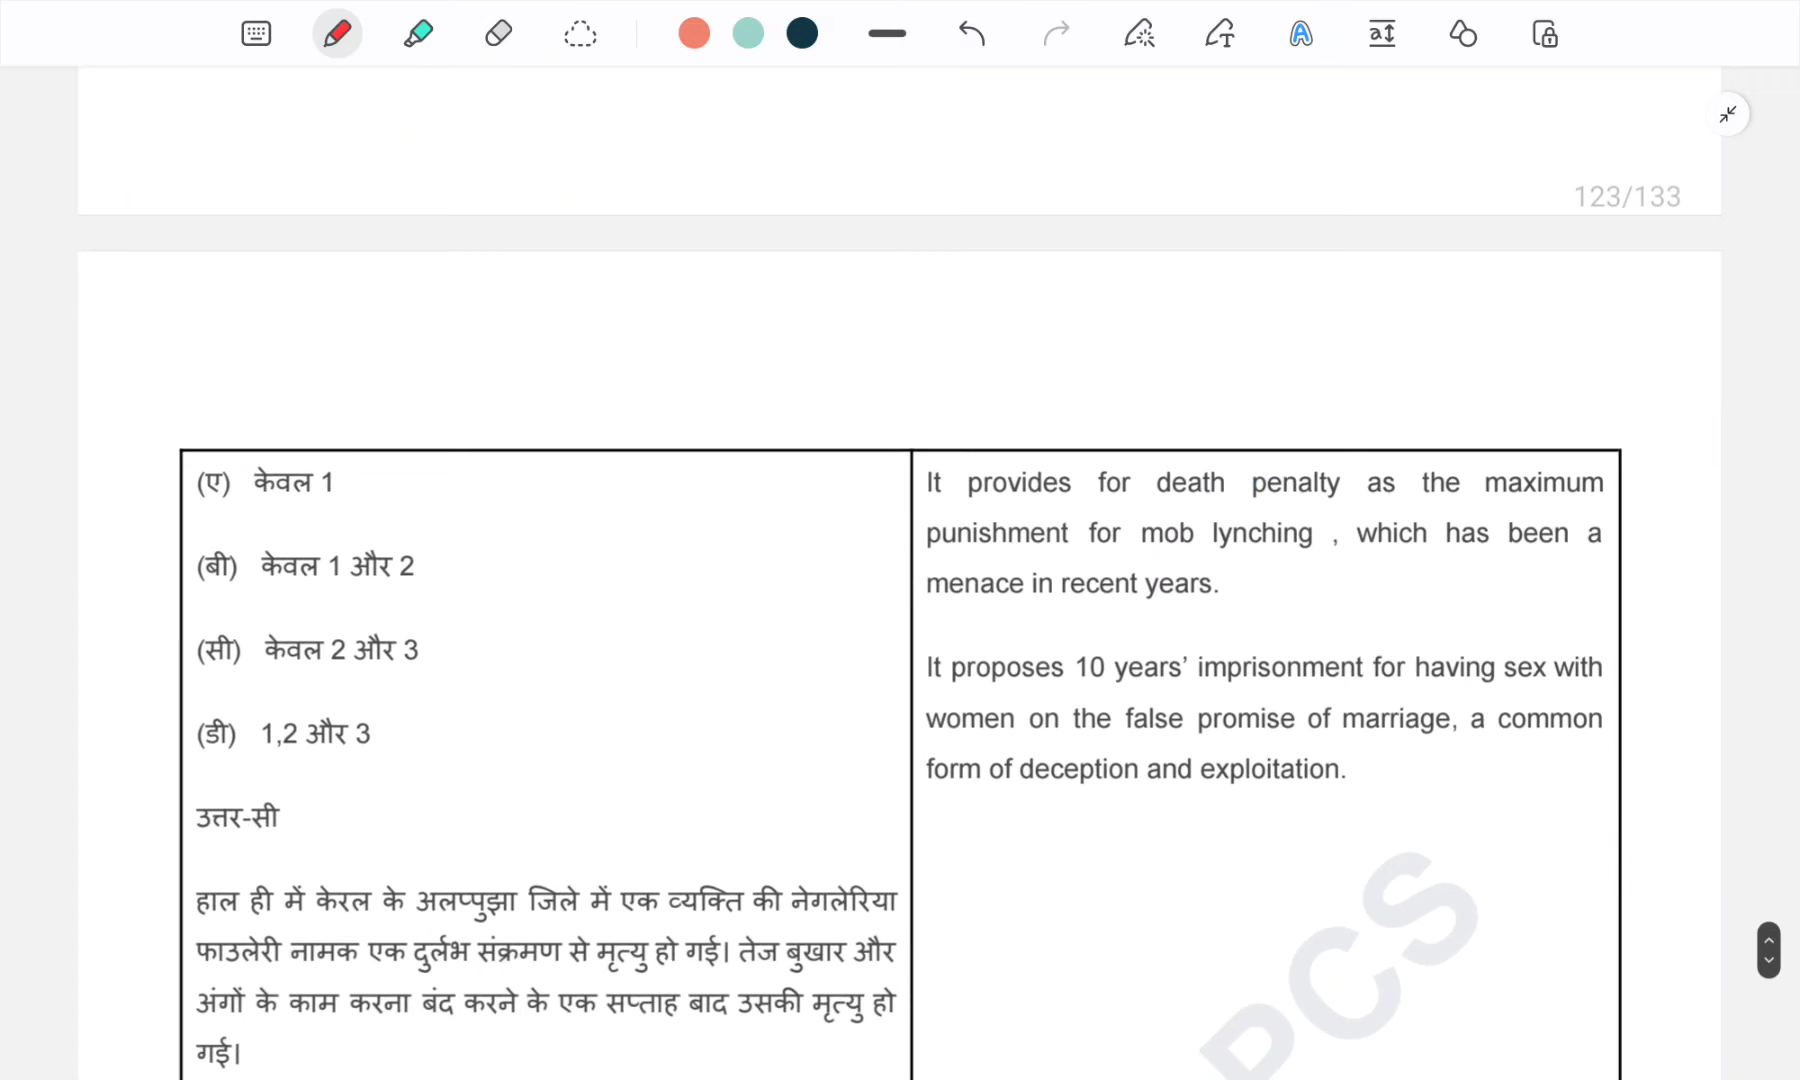 123/133
(ए) केवल 1
(बी) केवल 1 और 2
(सी) केवल 2 और 3
(डी) 1,2 और 3
उत्तर-सी
हाल ही में केरल के अलप्पुझा जिले में एक व्यक्ति की नेगलेरिया
फाउलेरी नामक एक दुर्लभ संक्रमण से मृत्यु हो गई। तेज बुखार और
अंगों के काम करना बंद करने के एक सप्ताह बाद उसकी मृत्यु हो
गई।
It provides for death penalty as the maximum
punishment for mob lynching , which has been a
menace in recent years.
It proposes 10 years’ imprisonment for having sex with
women on the false promise of marriage, a common
form of deception and exploitation.
PCS